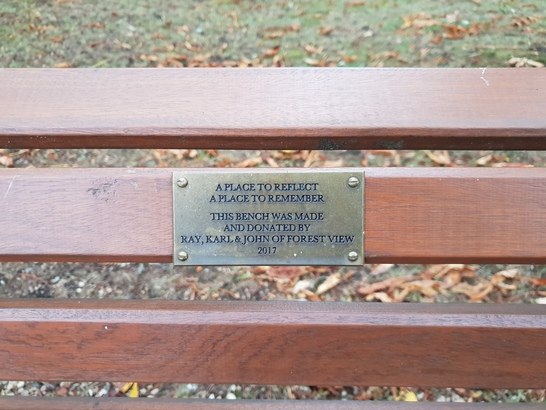 A PLACE TO REFLECT
A PLACE TO REMEMBER
THIS BENCH WAS MADE
AND DONATED BY
RAY, KARL & JOHN OF FOREST VIEW
2017